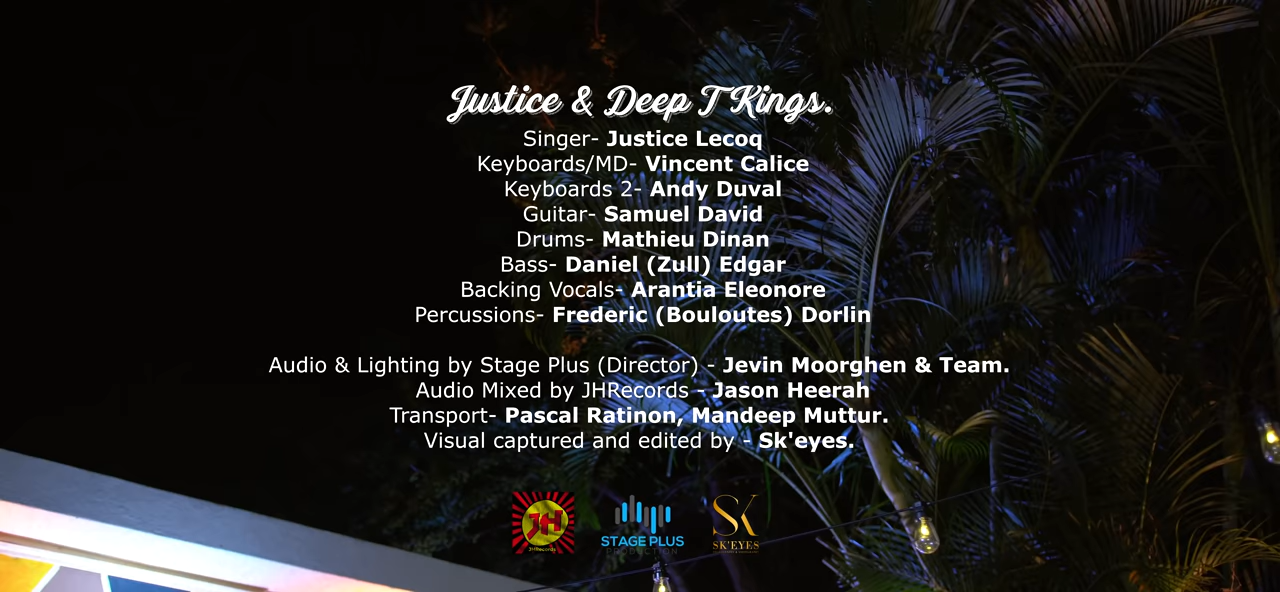 Justice & Deep T Kings.
Singer- Justice Lecoq
Keyboards/MD- Vincent Calice
Keyboards 2- Andy Duval
Guitar- Samuel David
Drums- Mathieu Dinan
Bass- Daniel (Zull) Edgar
Backing Vocals- Arantia Eleonore
Percussions- Frederic (Bouloutes) Dorlin
Audio & Lighting by Stage Plus (Director) - Jevin Moorghen & Team.
Audio Mixed by JHRecords - Jason Heerah
Transport- Pascal Ratinon, Mandeep Muttur.
Visual captured and edited by - Sk'eyes.
JH
JHRecords
STAGE PLUS
PRODUCTION
SK
SK'EYES